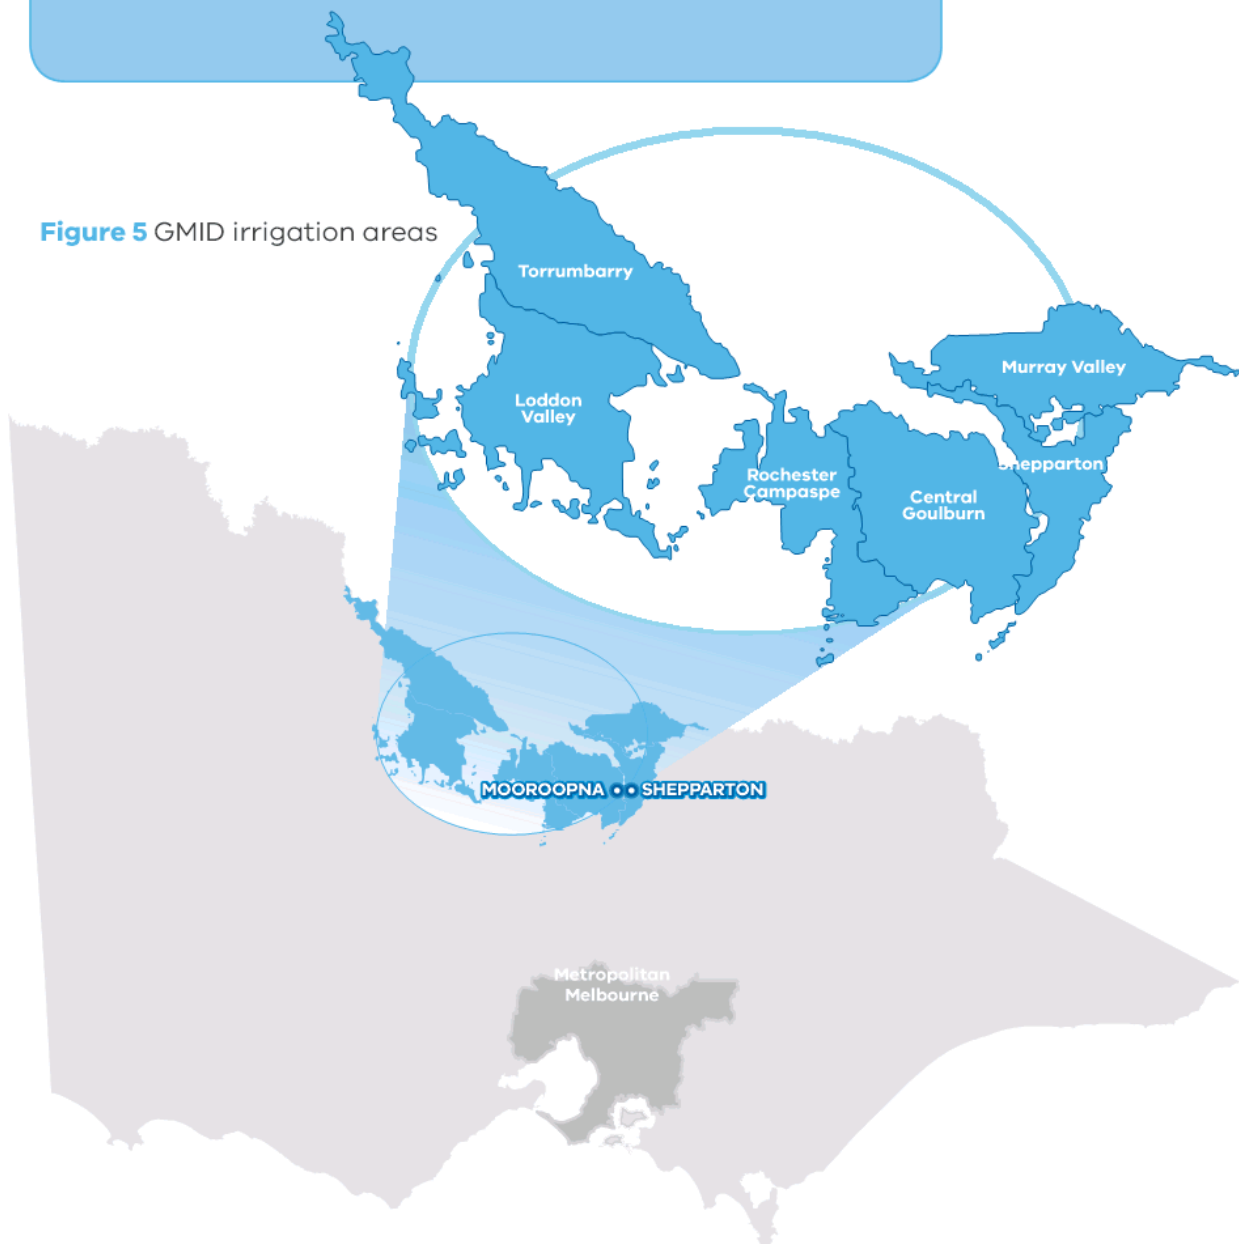 Figure 5 GMID irrigation areas
Torrumbarry
Murray Valley
Loddon
Valley
Shepparton
Rochester
Campaspe
Central
Goulburn
MOOROOPNA SHEPPARTON
Metropolitan
Melbourne